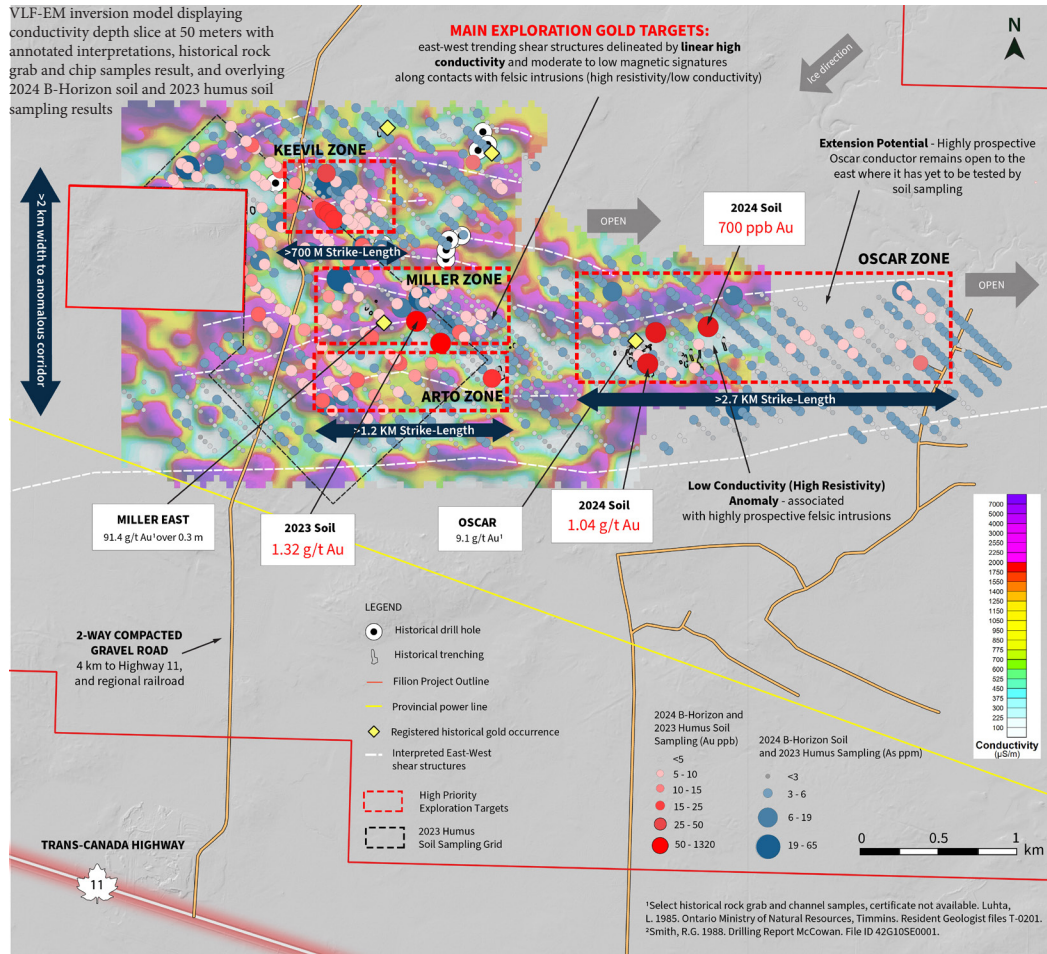 VLF-EM inversion model displaying
conductivity depth slice at 50 meters with
annotated interpretations, historical rock
grab and chip samples result, and overlying
2024 B-Horizon soil and 2023 humus soil
sampling results
MAIN EXPLORATION GOLD TARGETS:
east-west trending shear structures delineated by linear high
conductivity and moderate to low magnetic signatures
along contacts with felsic intrusions (high resistivity/low conductivity)
N
Ice direction
Extension Potential - Highly prospective
Oscar conductor remains open to the
east where it has yet to be tested by
soil sampling
KEEVIL ZONE
>2 km width to anomalous corridor
>700 M Strike-Length
OPEN
2024 Soil
700 ppb Au
OSCAR ZONE
OPEN
MILLER ZONE
ARTO ZONE
>1.2 KM Strike-Length
>2.7 KM Strike-Length
Low Conductivity (High Resistivity)
Anomaly - associated
with highly prospective felsic intrusions
MILLER EAST
91.4 g/t Au¹over 0.3 m
2023 Soil
1.32 g/t Au
OSCAR
9.1 g/t Au¹
2024 Soil
1.04 g/t Au
7000
5000
4000
3000
2550
2250
2000
1750
1550
1400
1250
1150
1050
950
850
775
700
600
525
450
375
300
225
100
Conductivity
(µS/m)
2-WAY COMPACTED
GRAVEL ROAD
4 km to Highway 11,
and regional railroad
LEGEND
Historical drill hole
Historical trenching
Filion Project Outline
Provincial power line
Registered historical gold occurrence
Interpreted East-West
shear structures
High Priority
Exploration Targets
2023 Humus
Soil Sampling Grid
2024 B-Horizon and
2023 Humus Soil
Sampling (Au ppb)
<5
5 - 10
10 - 15
15 - 25
25 - 50
50 - 1320
2024 B-Horizon Soil
and 2023 Humus Sampling (As ppm)
<3
3 - 6
6 - 19
19 - 65
0 0.5 1
km
TRANS-CANADA HIGHWAY
11
¹Select historical rock grab and channel samples, certificate not available. Luhta,
L. 1985. Ontario Ministry of Natural Resources, Timmins. Resident Geologist files T-0201.
²Smith, R.G. 1988. Drilling Report McCowan. File ID 42G10SE0001.